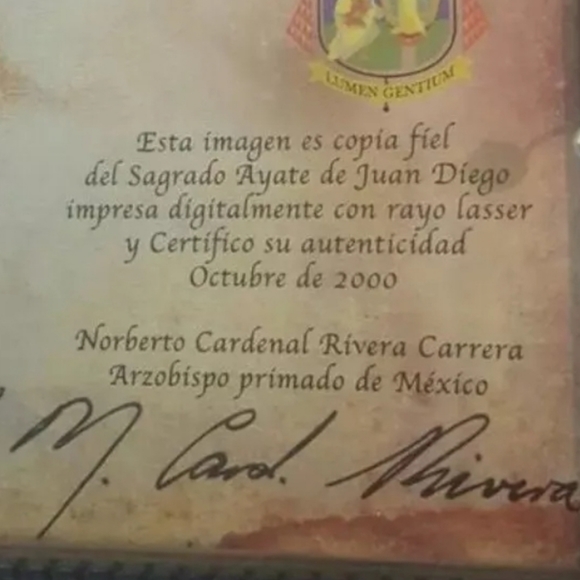 LUMEN GENTIUM
Esta imagen es copia fiel
del Sagrado Ayate de Juan Diego
impresa digitalmente con rayo lasser
y Certifico su autenticidad
Octubre de 2000
Norberto Cardenal Rivera Carrera
Arzobispo primado de México
N. Card. Rivera